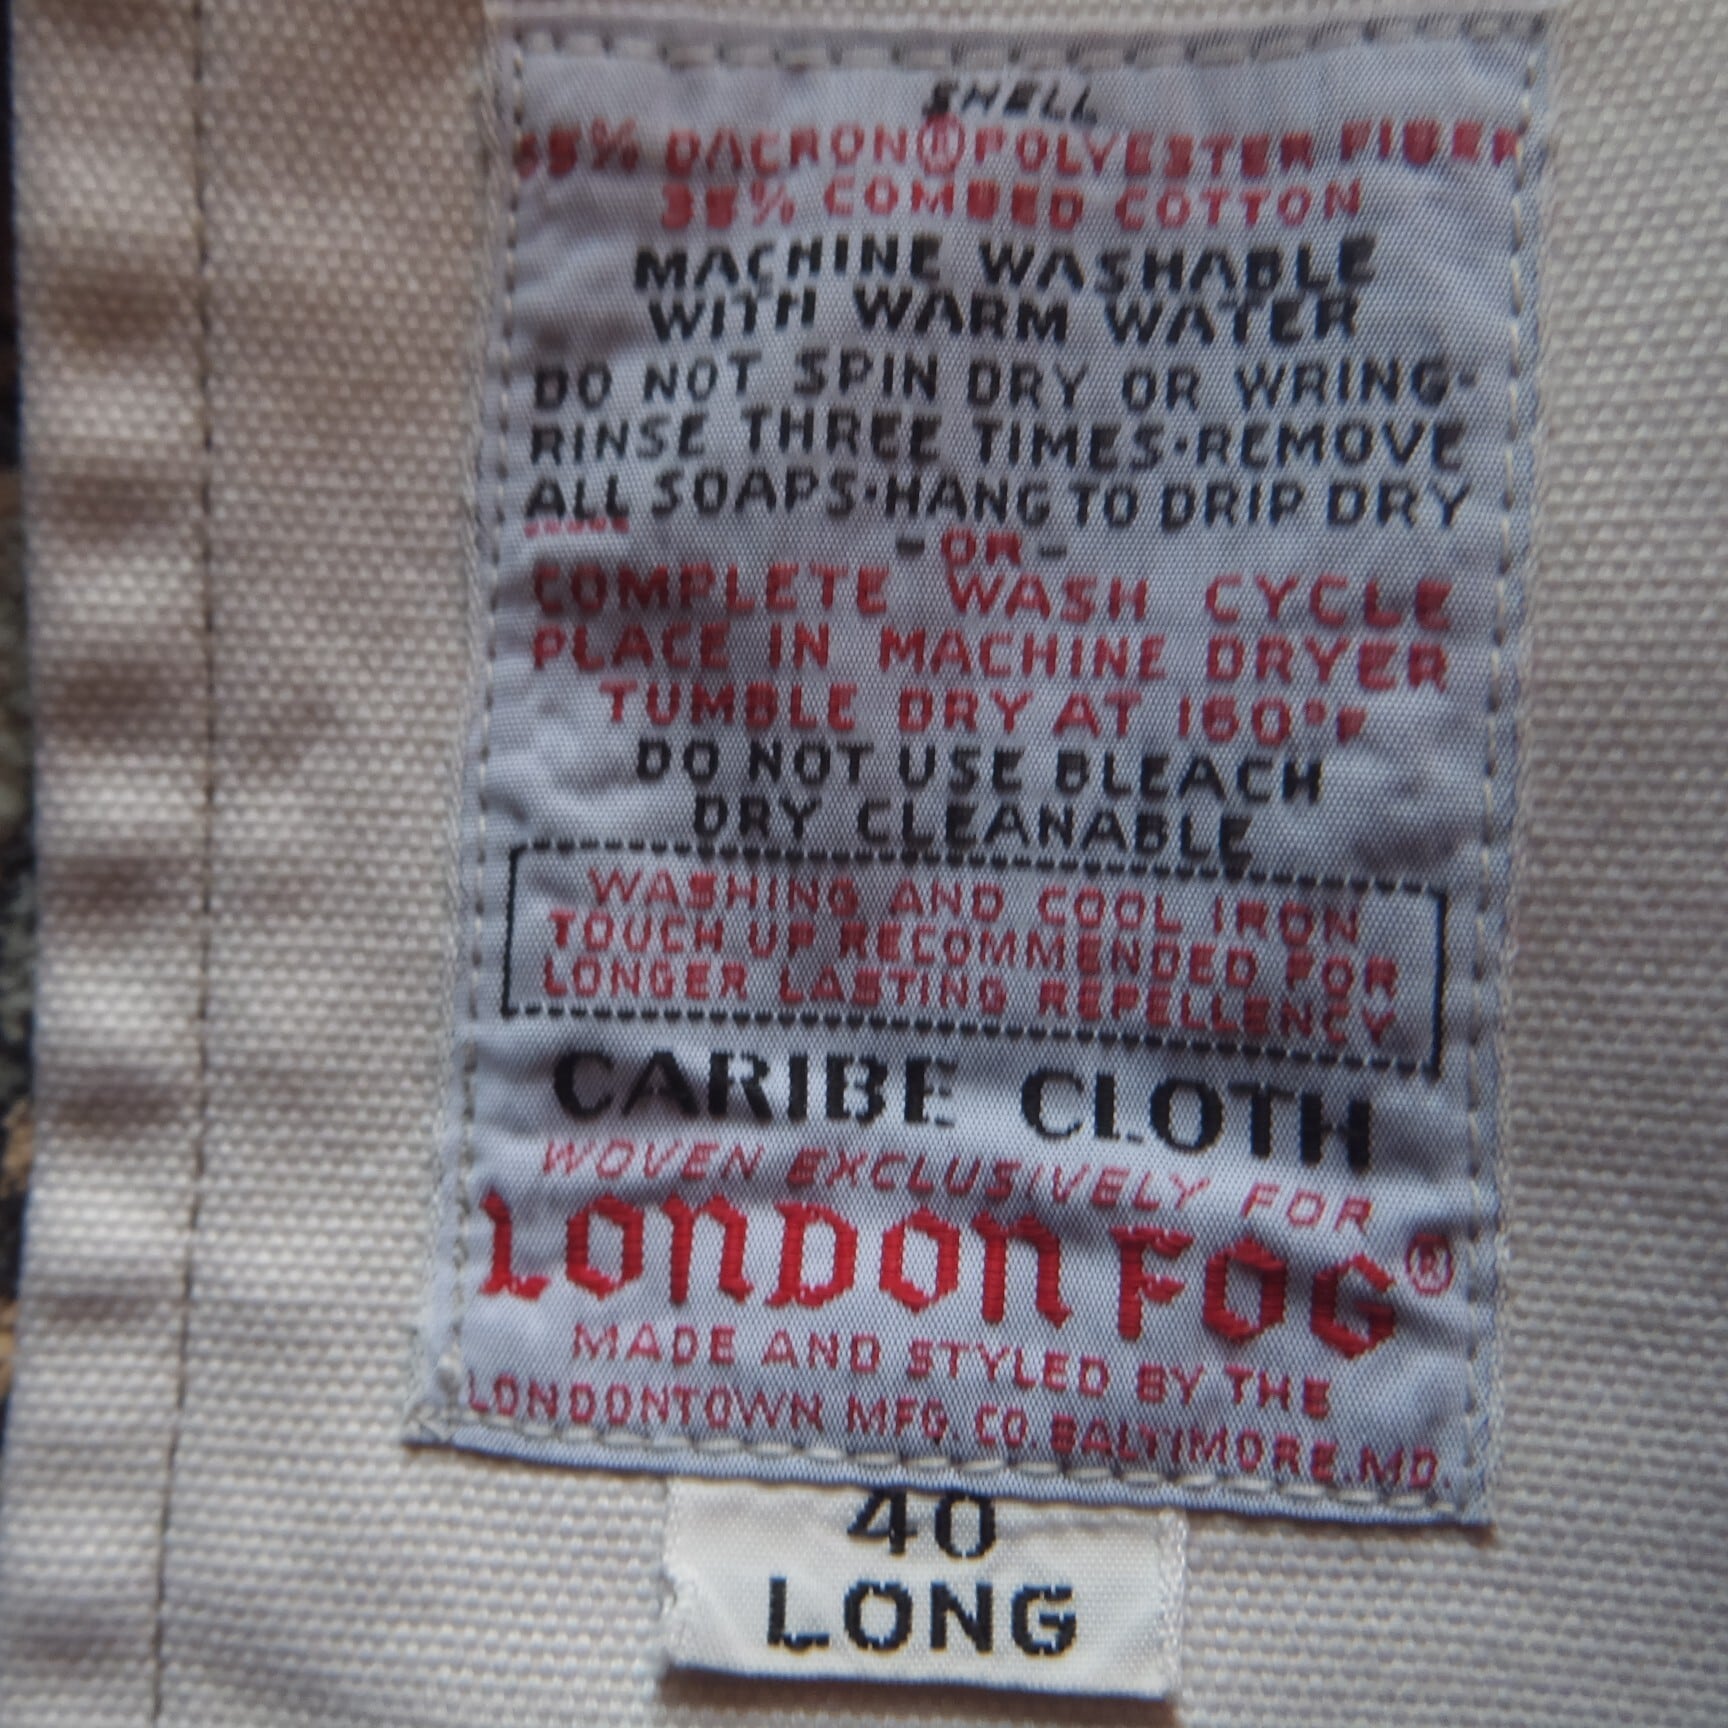 SHELL
65% DACRON® POLYESTER FIBER
35% COMBED COTTON
MACHINE WASHABLE
WITH WARM WATER
DO NOT SPIN DRY OR WRING·
RINSE THREE TIMES·REMOVE
ALL SOAPS·HANG TO DRIP DRY
-OR-
COMPLETE WASH CYCLE
PLACE IN MACHINE DRYER
TUMBLE DRY AT 160°F
DO NOT USE BLEACH
DRY CLEANABLE
WASHING AND COOL IRON
TOUCH UP RECOMMENDED FOR
LONGER LASTING REPELLENCY
CARIBE CLOTH
WOVEN EXCLUSIVELY FOR
LONDON FOG®
MADE AND STYLED BY THE
LONDONTOWN MFG. CO. BALTIMORE, MD.
40
LONG